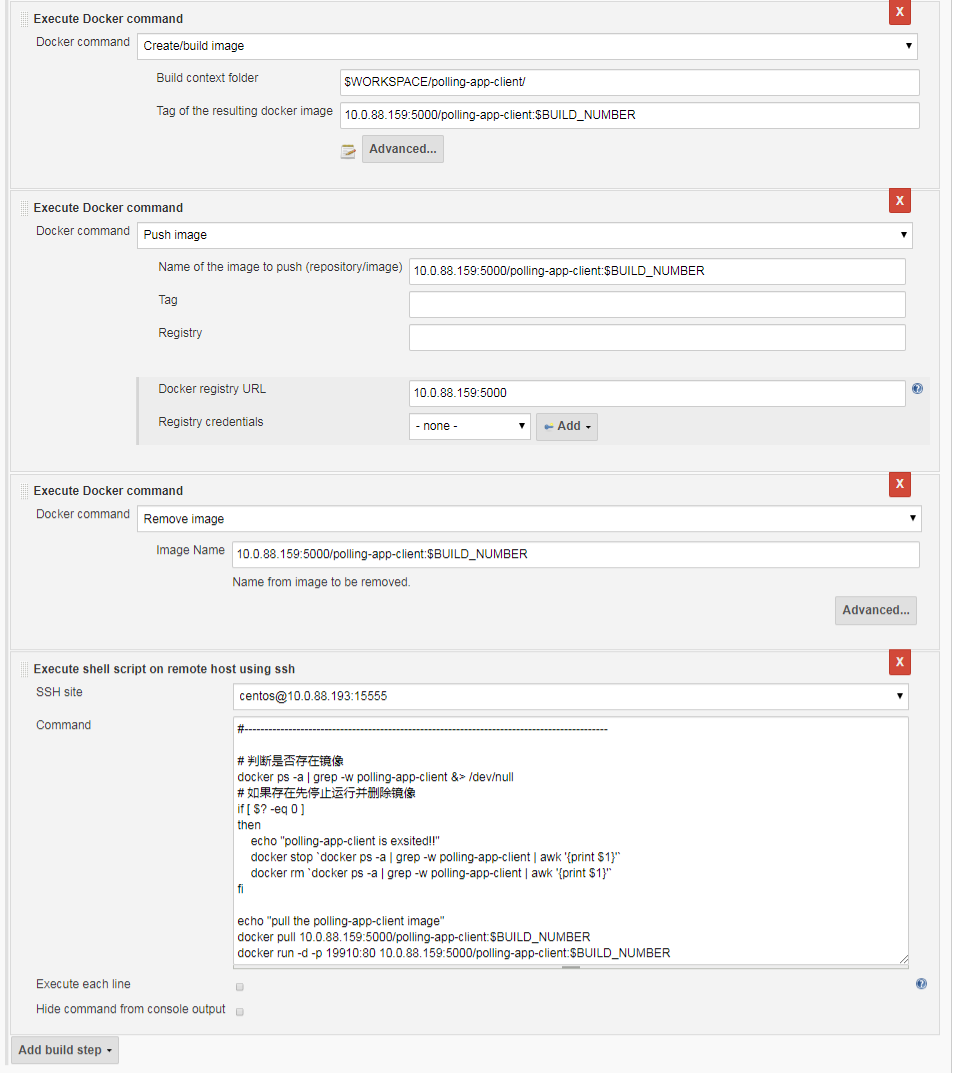 Execute Docker command
X
Docker command
Create/build image
Build context folder
$WORKSPACE/polling-app-client/
Tag of the resulting docker image
10.0.88.159:5000/polling-app-client:$BUILD_NUMBER
Advanced...
Execute Docker command
X
Docker command
Push image
Name of the image to push (repository/image)
10.0.88.159:5000/polling-app-client:$BUILD_NUMBER
Tag
Registry
Docker registry URL
10.0.88.159:5000
Registry credentials
- none -
Add
Execute Docker command
X
Docker command
Remove image
Image Name
10.0.88.159:5000/polling-app-client:$BUILD_NUMBER
Name from image to be removed.
Advanced...
Execute shell script on remote host using ssh
X
SSH site
centos@10.0.88.193:15555
Command
#-------------------------------------------------------------------------------------------
# 判断是否存在镜像
docker ps -a | grep -w polling-app-client &> /dev/null
# 如果存在先停止运行并删除镜像
if [ $? -eq 0 ]
then
echo "polling-app-client is exsited!!"
docker stop `docker ps -a | grep -w polling-app-client | awk '{print $1}'`
docker rm `docker ps -a | grep -w polling-app-client | awk '{print $1}'`
fi
echo "pull the polling-app-client image"
docker pull 10.0.88.159:5000/polling-app-client:$BUILD_NUMBER
docker run -d -p 19910:80 10.0.88.159:5000/polling-app-client:$BUILD_NUMBER
Execute each line
Hide command from console output
Add build step